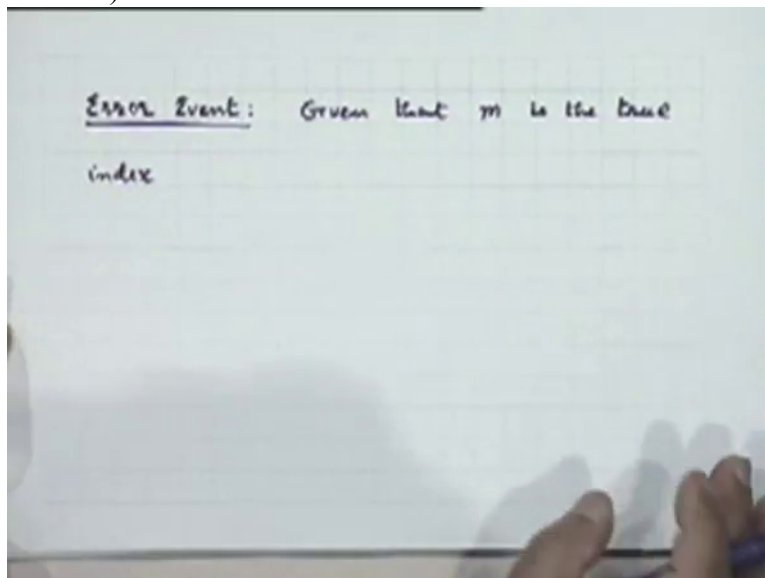 Error Event: Given that m is the true
index